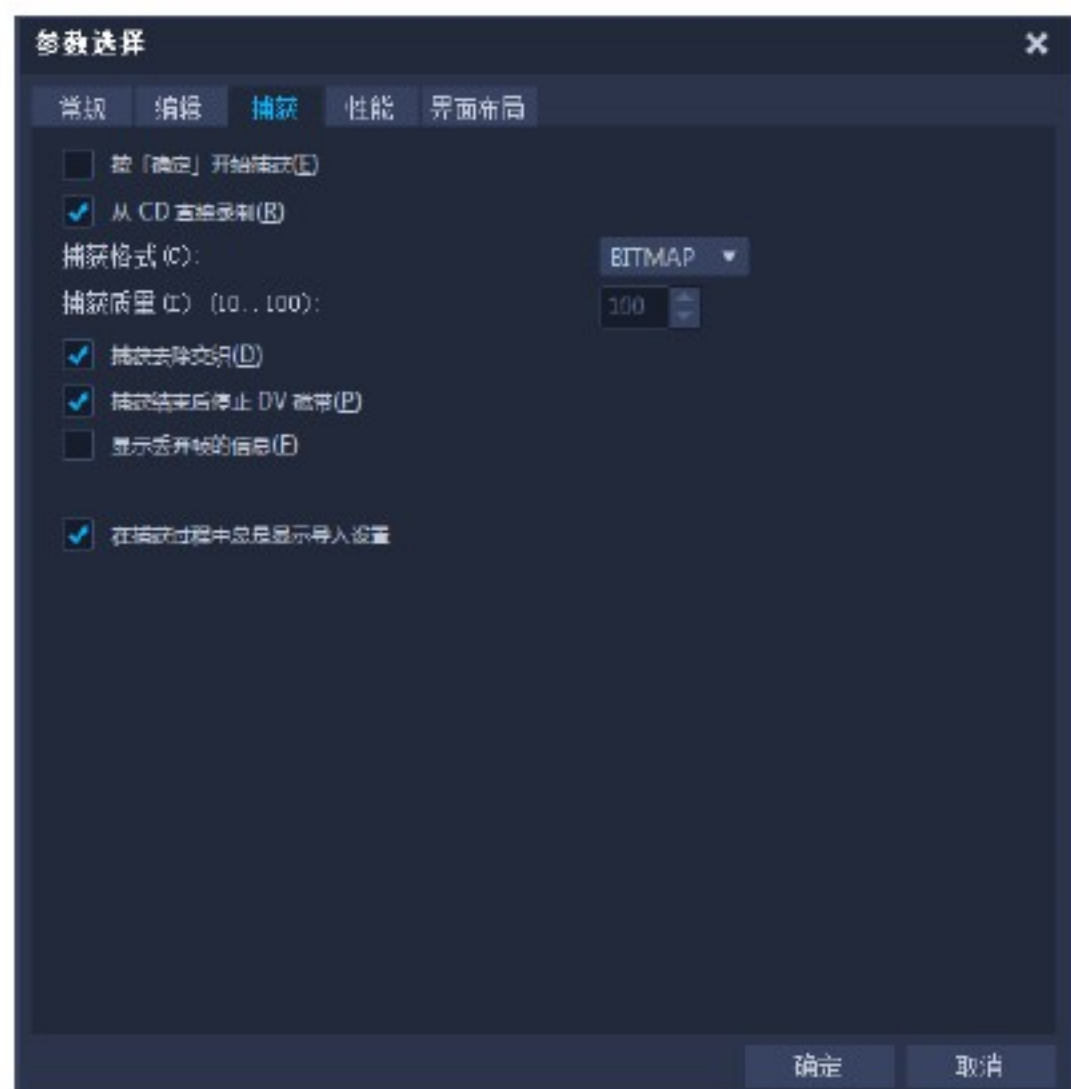 参数选择
常规 编辑 捕获 性能 界面布局
按「确定」开始捕获(E)
从 CD 直接录制(R)
捕获格式(C): BITMAP
捕获质量(I) (10..100): 100
捕获去除交织(D)
捕获结束后停止 DV 磁带(P)
显示丢弃帧的信息(F)
在捕获过程中总是显示导入设置
确定 取消